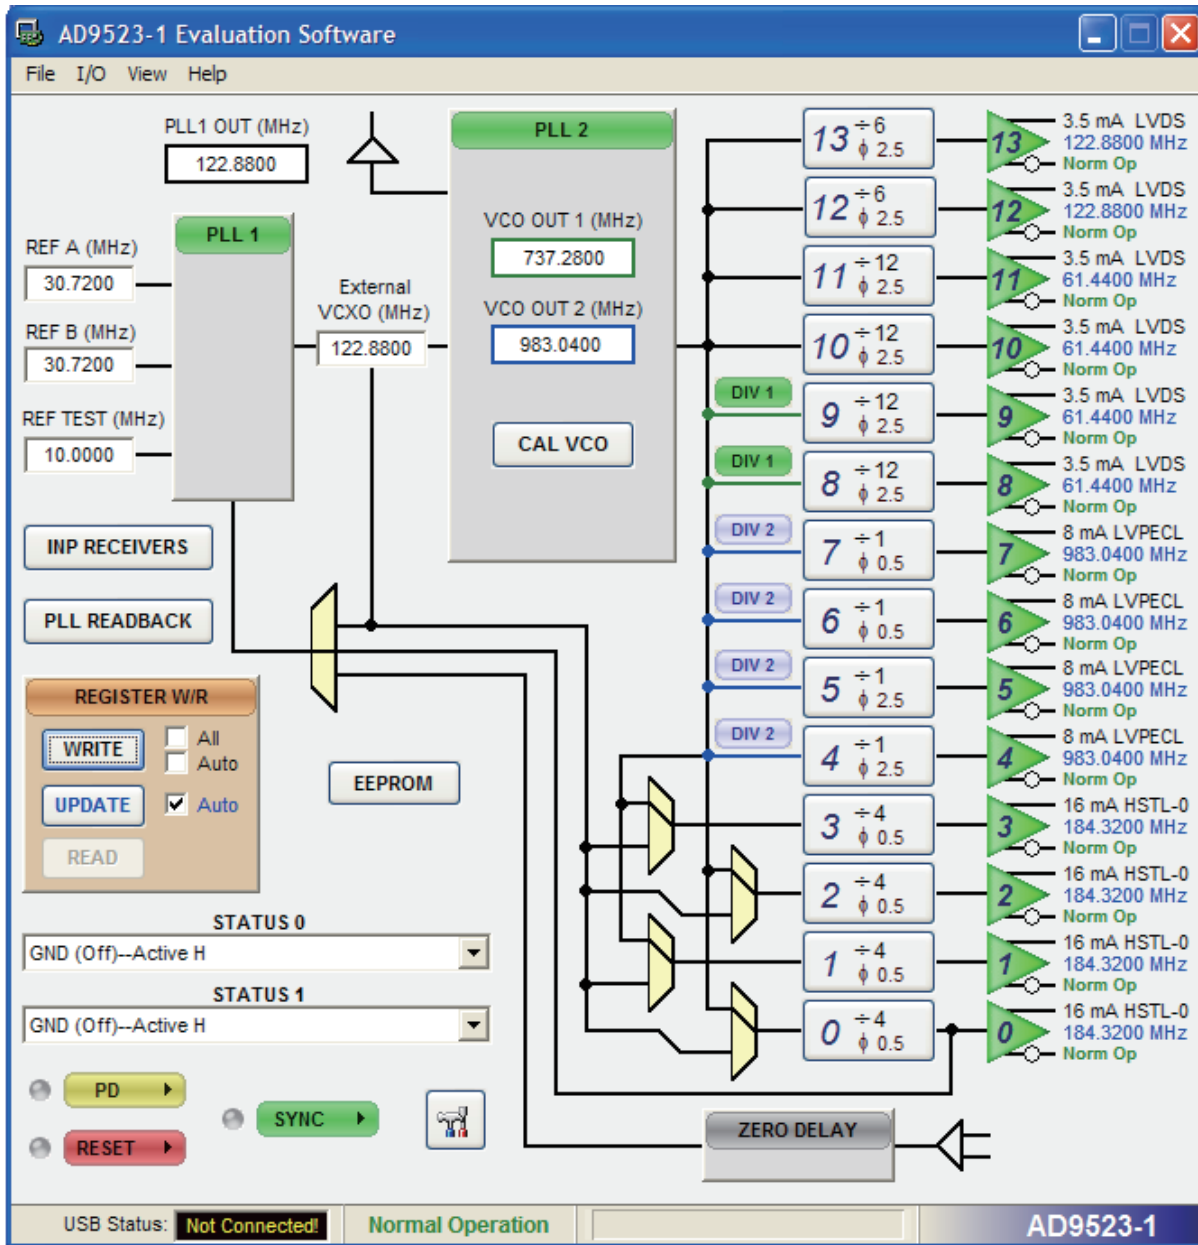 AD9523-1 Evaluation Software
File I/O View Help
PLL1 OUT (MHz)
122.8800
PLL 1
REF A (MHz)
30.7200
REF B (MHz)
30.7200
REF TEST (MHz)
10.0000
External
VCXO (MHz)
122.8800
PLL 2
VCO OUT 1 (MHz)
737.2800
VCO OUT 2 (MHz)
983.0400
CAL VCO
INP RECEIVERS
PLL READBACK
REGISTER W/R
WRITE
All
Auto
UPDATE
Auto
READ
EEPROM
STATUS 0
GND (Off)--Active H
STATUS 1
GND (Off)--Active H
PD
RESET
SYNC
ZERO DELAY
DIV 1
DIV 1
DIV 2
DIV 2
DIV 2
DIV 2
13 ÷ 6
ϕ 2.5
12 ÷ 6
ϕ 2.5
11 ÷ 12
ϕ 2.5
10 ÷ 12
ϕ 2.5
9 ÷ 12
ϕ 2.5
8 ÷ 12
ϕ 2.5
7 ÷ 1
ϕ 0.5
6 ÷ 1
ϕ 0.5
5 ÷ 1
ϕ 2.5
4 ÷ 1
ϕ 2.5
3 ÷ 4
ϕ 0.5
2 ÷ 4
ϕ 0.5
1 ÷ 4
ϕ 0.5
0 ÷ 4
ϕ 0.5
13
3.5 mA LVDS
122.8800 MHz
Norm Op
12
3.5 mA LVDS
122.8800 MHz
Norm Op
11
3.5 mA LVDS
61.4400 MHz
Norm Op
10
3.5 mA LVDS
61.4400 MHz
Norm Op
9
3.5 mA LVDS
61.4400 MHz
Norm Op
8
3.5 mA LVDS
61.4400 MHz
Norm Op
7
8 mA LVPECL
983.0400 MHz
Norm Op
6
8 mA LVPECL
983.0400 MHz
Norm Op
5
8 mA LVPECL
983.0400 MHz
Norm Op
4
8 mA LVPECL
983.0400 MHz
Norm Op
3
16 mA HSTL-0
184.3200 MHz
Norm Op
2
16 mA HSTL-0
184.3200 MHz
Norm Op
1
16 mA HSTL-0
184.3200 MHz
Norm Op
0
16 mA HSTL-0
184.3200 MHz
Norm Op
USB Status: Not Connected!
Normal Operation
AD9523-1